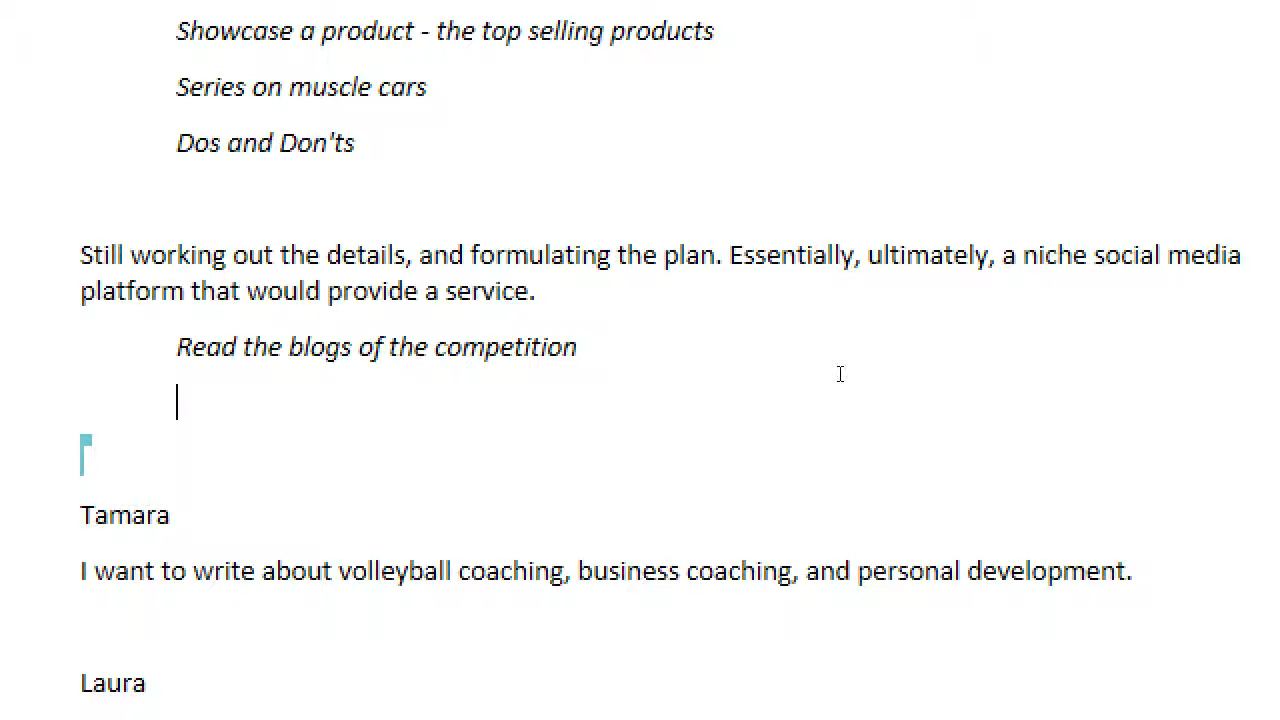 Showcase a product - the top selling products
Series on muscle cars
Dos and Don'ts
Still working out the details, and formulating the plan. Essentially, ultimately, a niche social media
platform that would provide a service.
Read the blogs of the competition
Tamara
I want to write about volleyball coaching, business coaching, and personal development.
Laura